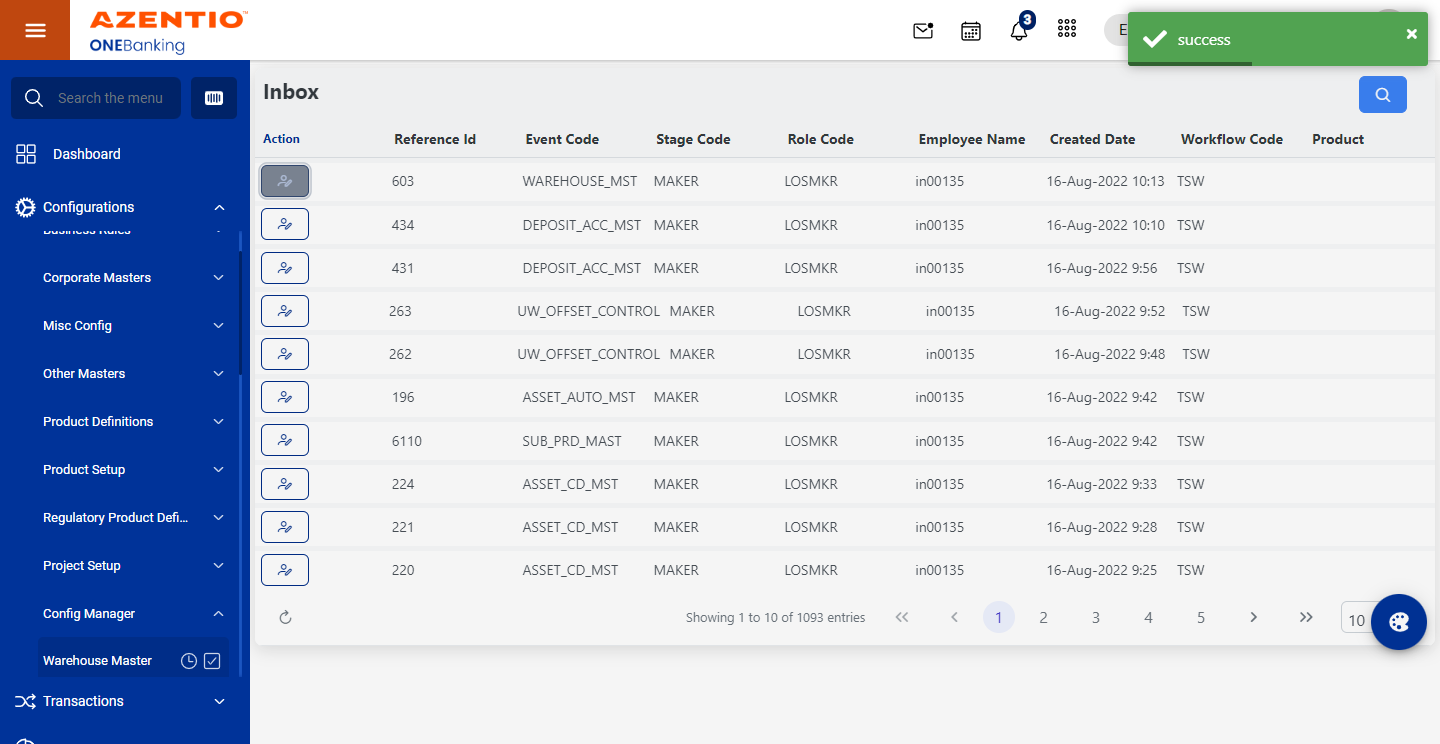 AZENTIO™
ONEBanking
3
E
success
Search the menu
Dashboard
Configurations
Business Rules
Corporate Masters
Misc Config
Other Masters
Product Definitions
Product Setup
Regulatory Product Defi...
Project Setup
Config Manager
Warehouse Master
Transactions
Inbox
Action Reference Id Event Code Stage Code Role Code Employee Name Created Date Workflow Code Product
603 WAREHOUSE_MST MAKER LOSMKR in00135 16-Aug-2022 10:13 TSW
434 DEPOSIT_ACC_MST MAKER LOSMKR in00135 16-Aug-2022 10:10 TSW
431 DEPOSIT_ACC_MST MAKER LOSMKR in00135 16-Aug-2022 9:56 TSW
263 UW_OFFSET_CONTROL MAKER LOSMKR in00135 16-Aug-2022 9:52 TSW
262 UW_OFFSET_CONTROL MAKER LOSMKR in00135 16-Aug-2022 9:48 TSW
196 ASSET_AUTO_MST MAKER LOSMKR in00135 16-Aug-2022 9:42 TSW
6110 SUB_PRD_MAST MAKER LOSMKR in00135 16-Aug-2022 9:42 TSW
224 ASSET_CD_MST MAKER LOSMKR in00135 16-Aug-2022 9:33 TSW
221 ASSET_CD_MST MAKER LOSMKR in00135 16-Aug-2022 9:28 TSW
220 ASSET_CD_MST MAKER LOSMKR in00135 16-Aug-2022 9:25 TSW
Showing 1 to 10 of 1093 entries 1 2 3 4 5 10